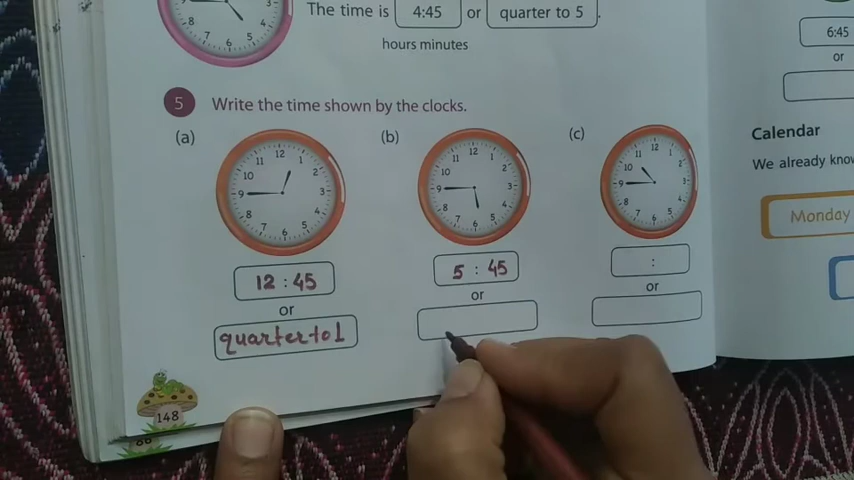 The time is 4:45 or quarter to 5.
hours minutes
5 Write the time shown by the clocks.
(a) (b) (c)
12 : 45
or
quarter to 1
5 : 45
or
:
or
148
6:45
or
Calendar
We already know
Monday